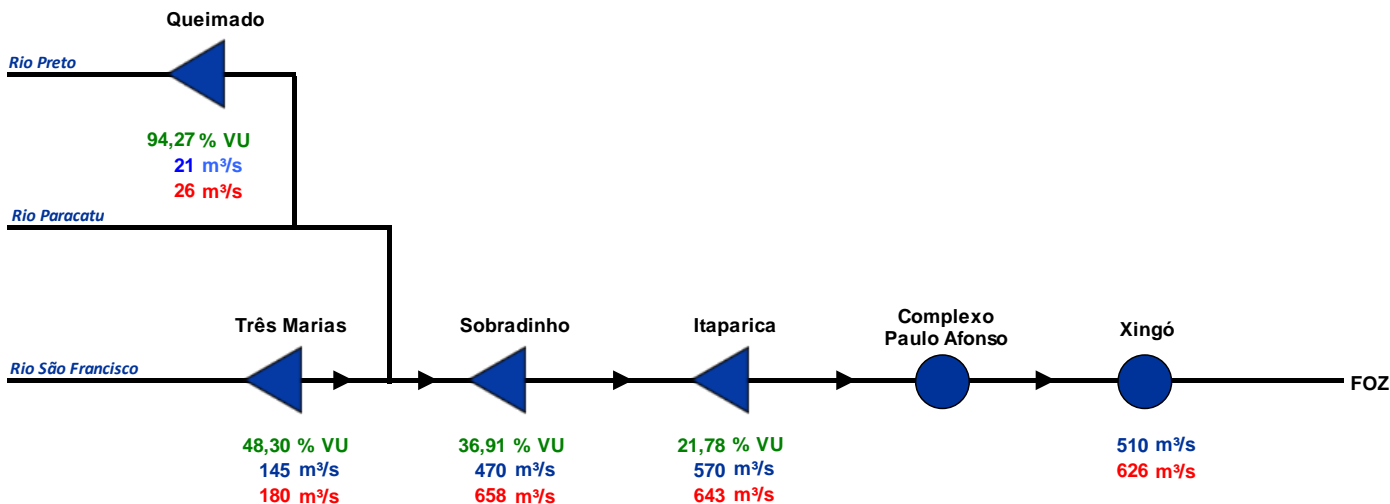 Queimado
Rio Preto
94,27 % VU
21 m³/s
26 m³/s
Rio Paracatu
Três Marias
Sobradinho
Itaparica
Complexo
Paulo Afonso
Xingó
Rio São Francisco
FOZ
48,30 % VU
145 m³/s
180 m³/s
36,91 % VU
470 m³/s
658 m³/s
21,78 % VU
570 m³/s
643 m³/s
510 m³/s
626 m³/s